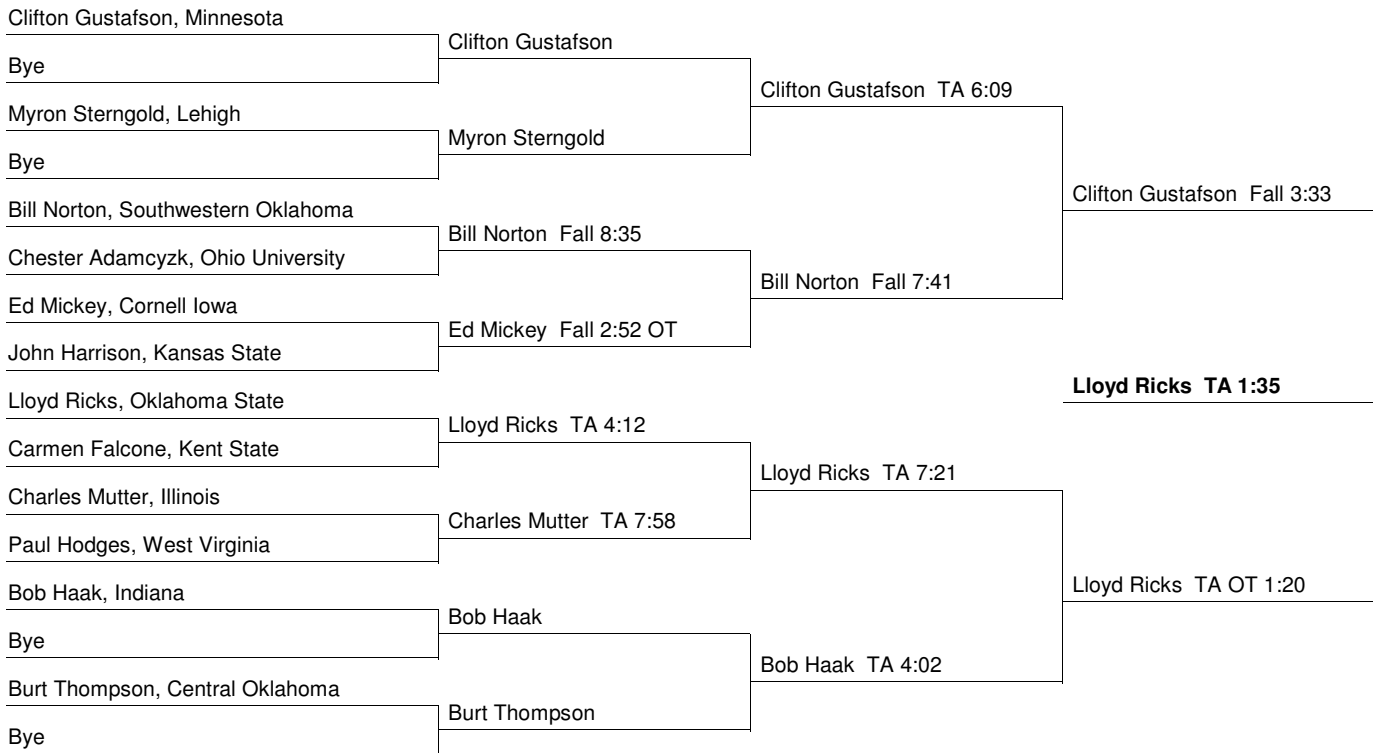 Clifton Gustafson, Minnesota
Bye
Myron Sterngold, Lehigh
Bye
Bill Norton, Southwestern Oklahoma
Chester Adamcyzk, Ohio University
Ed Mickey, Cornell Iowa
John Harrison, Kansas State
Lloyd Ricks, Oklahoma State
Carmen Falcone, Kent State
Charles Mutter, Illinois
Paul Hodges, West Virginia
Bob Haak, Indiana
Bye
Burt Thompson, Central Oklahoma
Bye
Clifton Gustafson
Myron Sterngold
Bill Norton Fall 8:35
Ed Mickey Fall 2:52 OT
Lloyd Ricks TA 4:12
Charles Mutter TA 7:58
Bob Haak
Burt Thompson
Clifton Gustafson TA 6:09
Bill Norton Fall 7:41
Lloyd Ricks TA 7:21
Bob Haak TA 4:02
Clifton Gustafson Fall 3:33
Lloyd Ricks TA OT 1:20
Lloyd Ricks TA 1:35